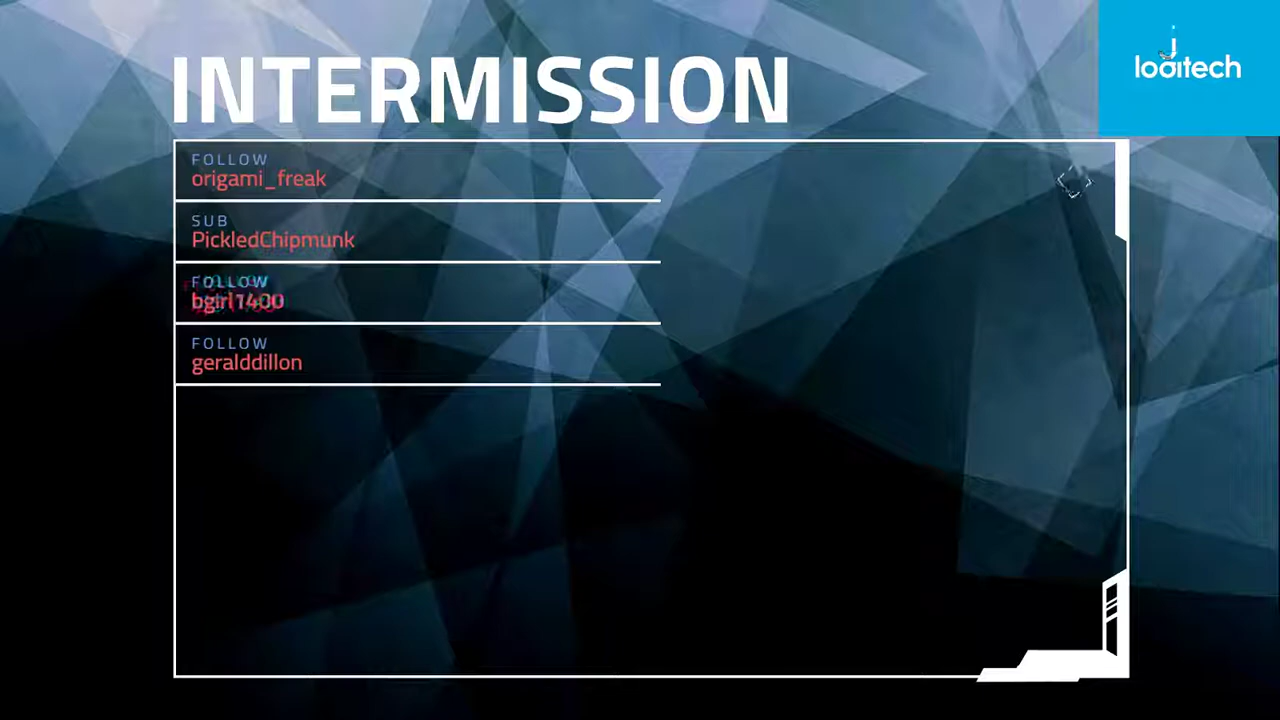 INTERMISSION
logitech
FOLLOW
origami_freak
SUB
PickledChipmunk
FOLLOW
bgirl1400
FOLLOW
geralddillon